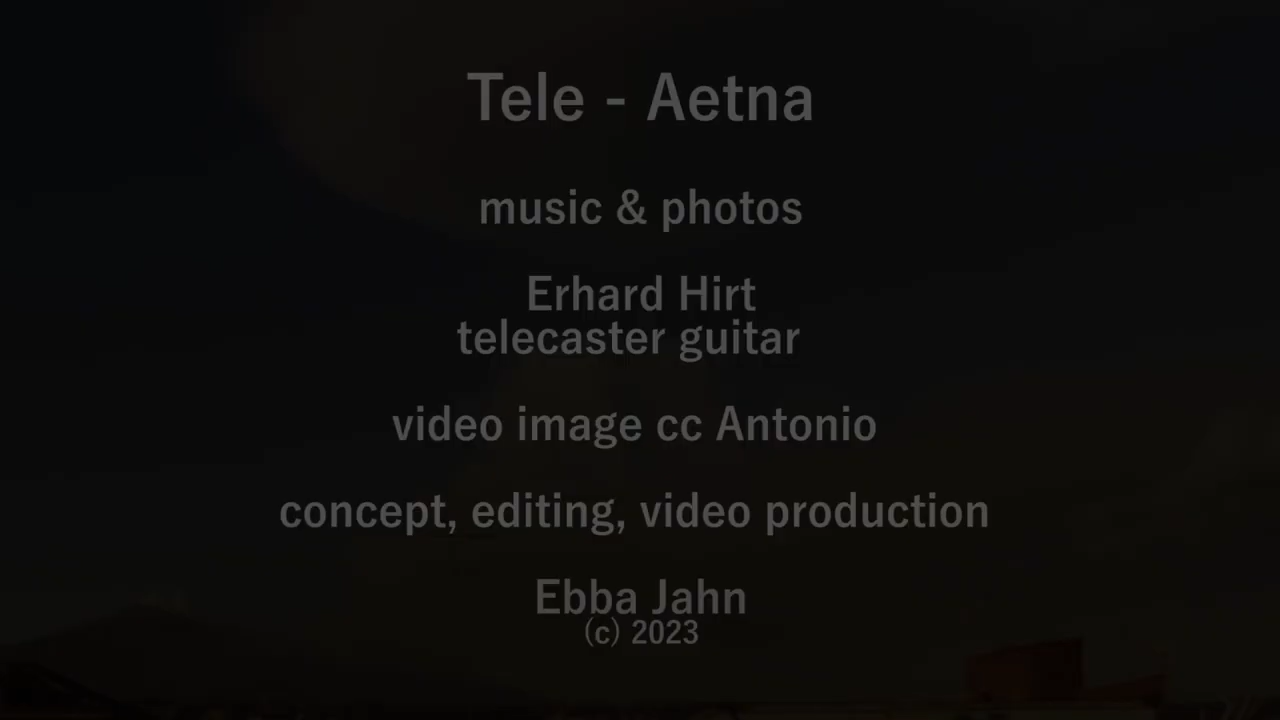 Tele - Aetna
music & photos
Erhard Hirt
telecaster guitar
video image cc Antonio
concept, editing, video production
Ebba Jahn
(c) 2023